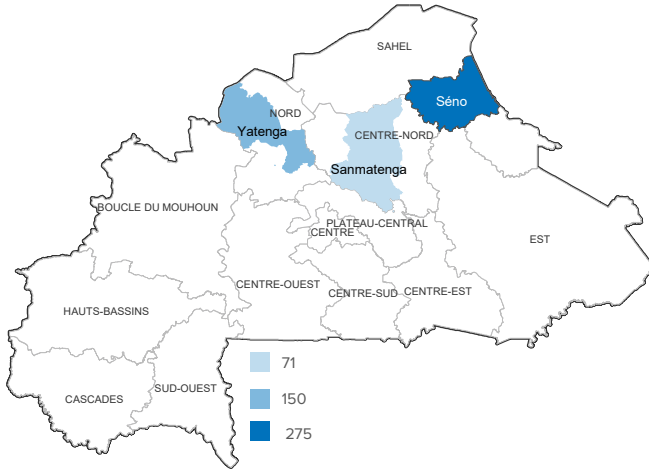 SAHEL
Séno
NORD
Yatenga
CENTRE-NORD
Sanmatenga
BOUCLE DU MOUHOUN
PLATEAU-CENTRAL
CENTRE
EST
CENTRE-OUEST
CENTRE-SUD
CENTRE-EST
HAUTS-BASSINS
CASCADES
SUD-OUEST
71
150
275